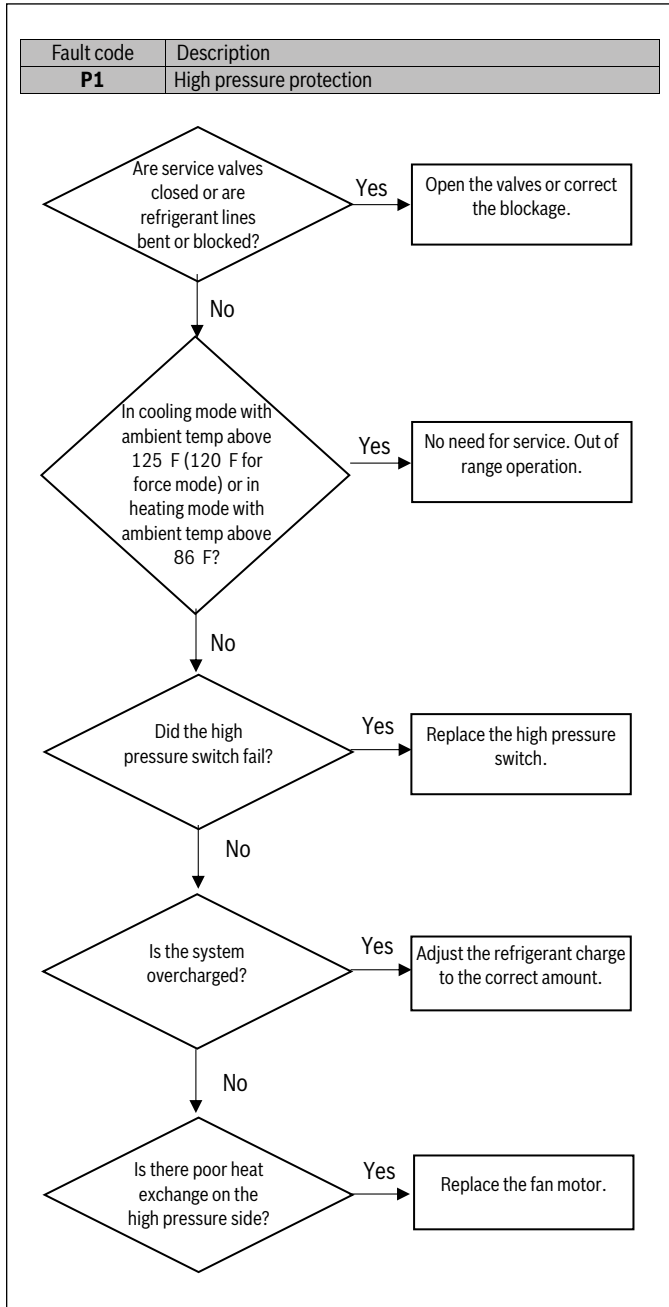 Fault code Description
P1 High pressure protection
Are service valves
closed or are
refrigerant lines
bent or blocked?
Yes
Open the valves or correct
the blockage.
No
In cooling mode with
ambient temp above
125 F (120 F for
force mode) or in
heating mode with
ambient temp above
86 F?
Yes
No need for service. Out of
range operation.
No
Did the high
pressure switch fail?
Yes
Replace the high pressure
switch.
No
Is the system
overcharged?
Yes
Adjust the refrigerant charge
to the correct amount.
No
Is there poor heat
exchange on the
high pressure side?
Yes
Replace the fan motor.